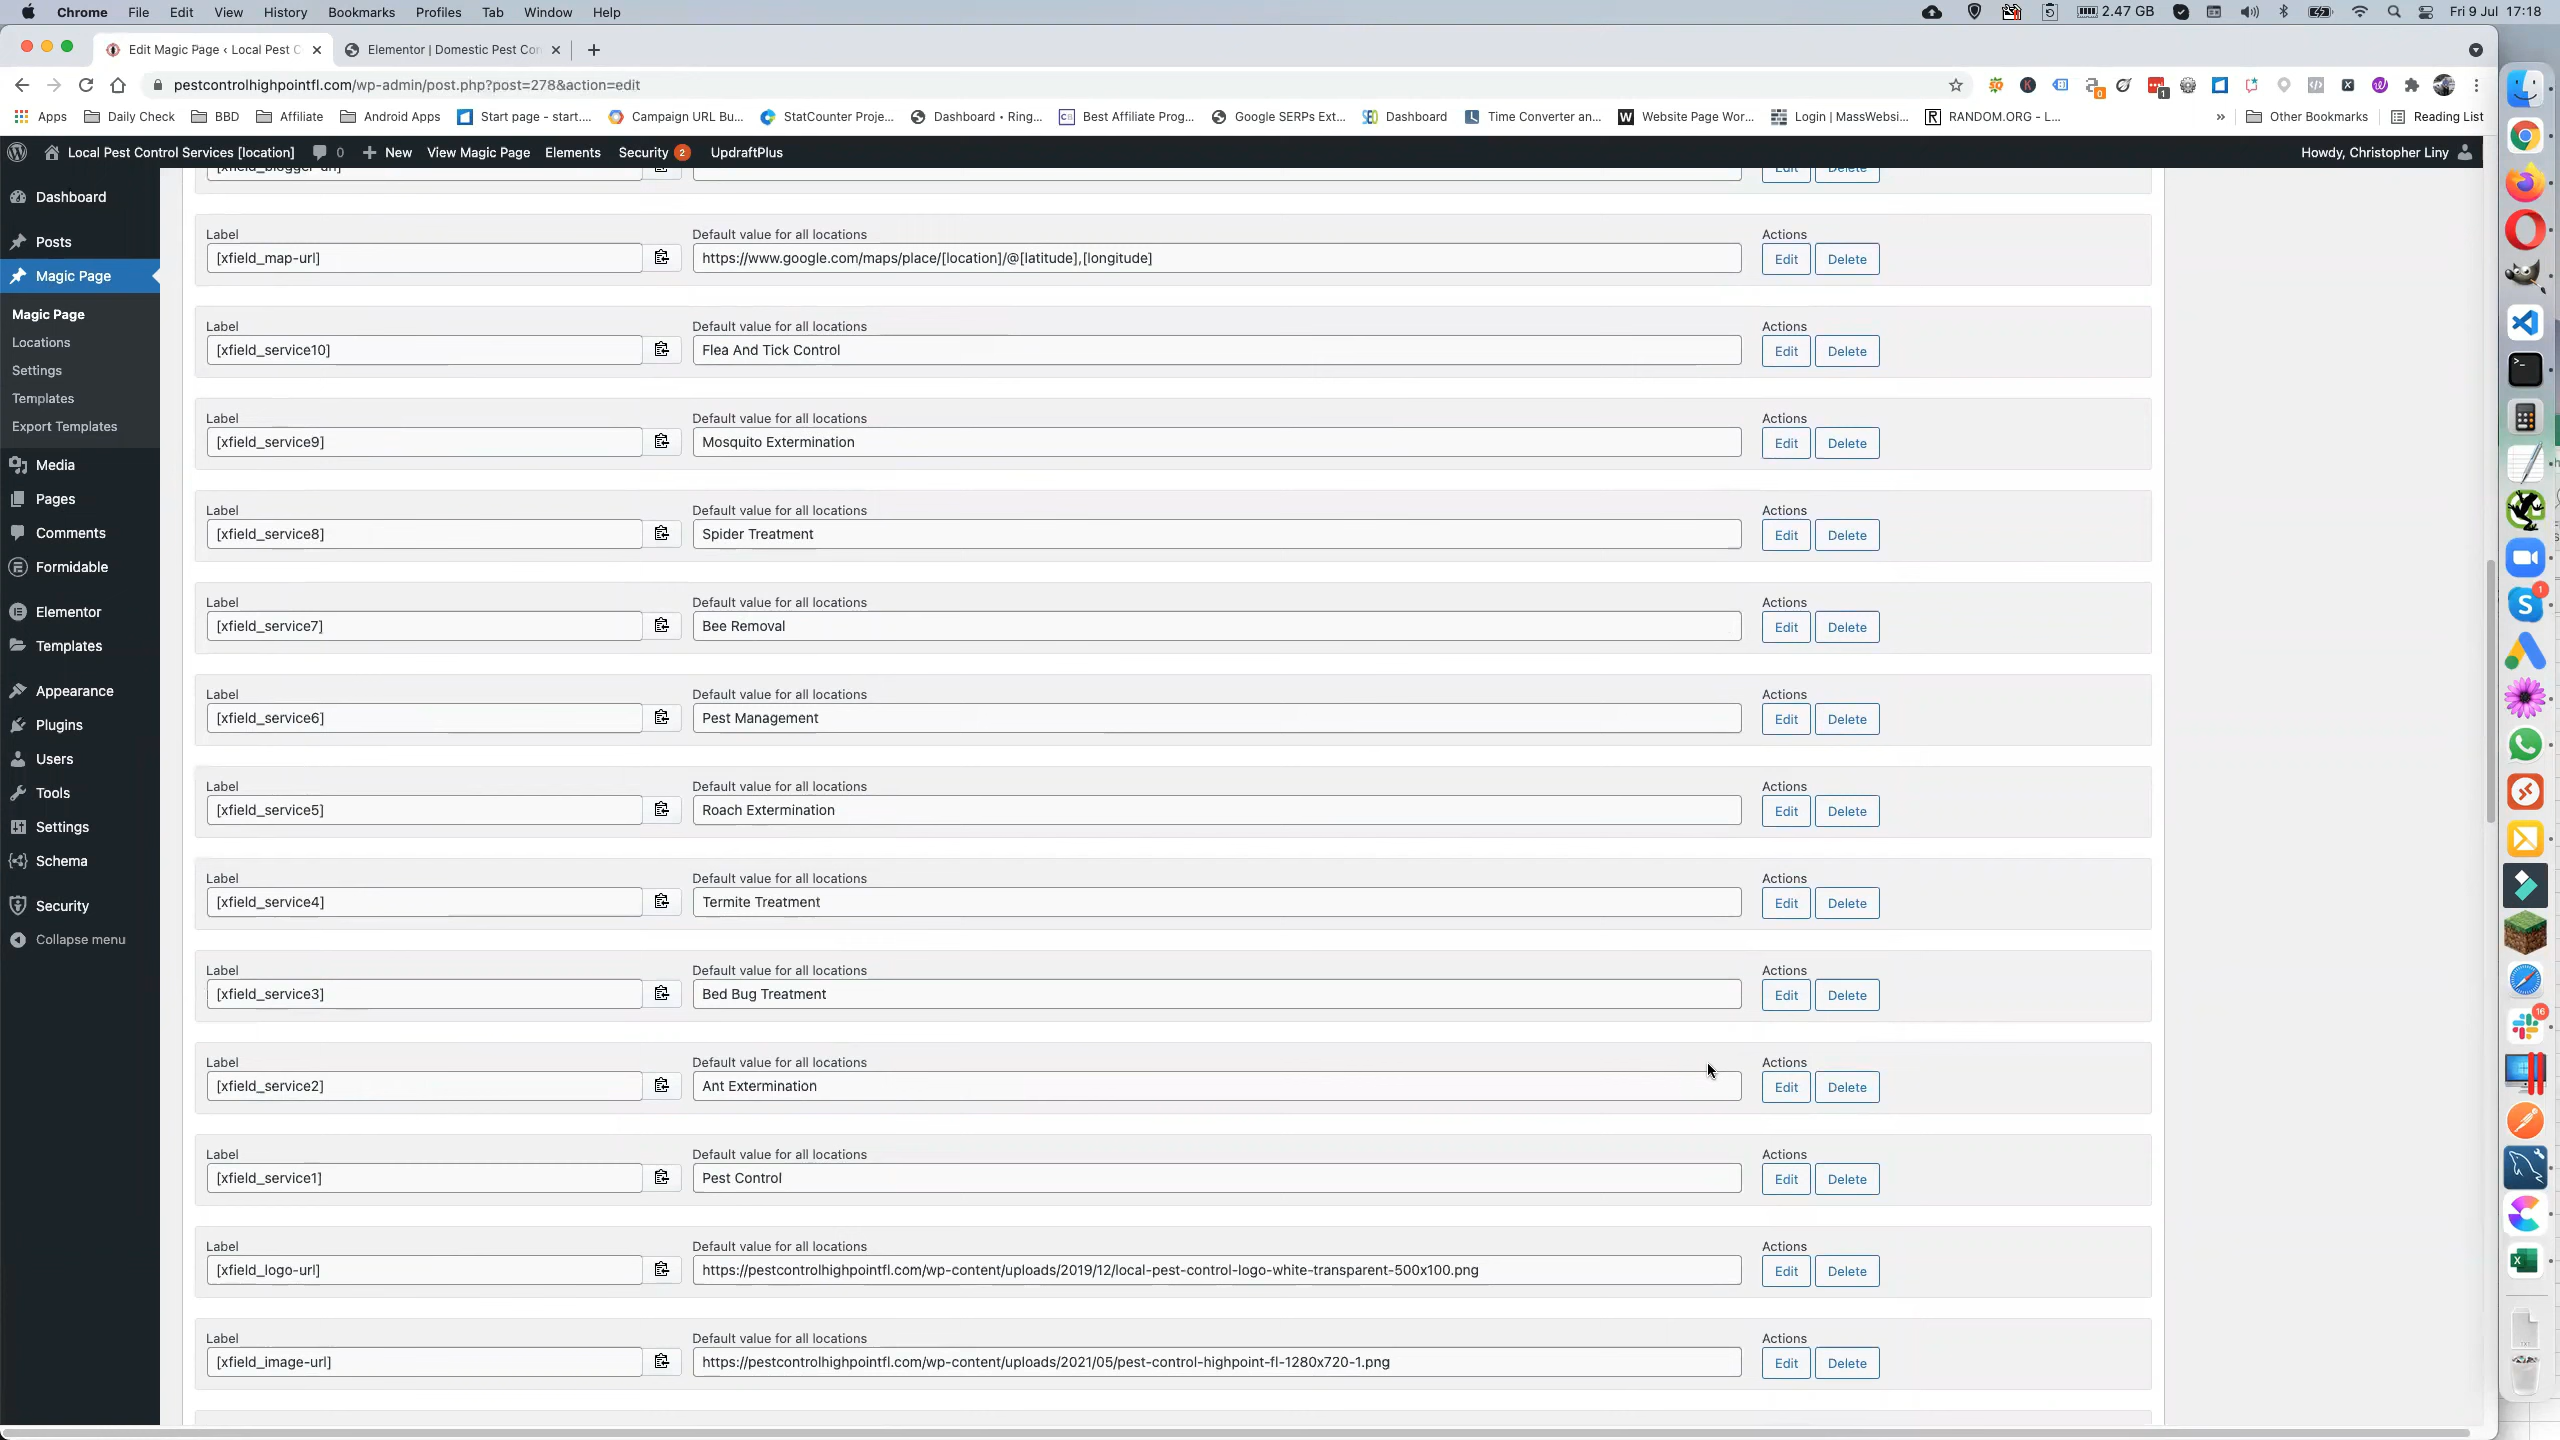 Chrome File Edit View History Bookmarks Profiles Tab Window Help 2.47 GB Fri 9 Jul 17:18
Edit Magic Page ‹ Local Pest C Elementor | Domestic Pest Con
pestcontrolhighpointfl.com/wp-admin/post.php?post=278&action=edit
Apps Daily Check BBD Affiliate Android Apps Start page - start.... Campaign URL Bu... StatCounter Proje... Dashboard • Ring... Best Affiliate Prog... Google SERPs Ext... Dashboard Time Converter an... Website Page Wor... Login | MassWebsi... RANDOM.ORG - L... » Other Bookmarks Reading List
Local Pest Control Services [location] 0 New View Magic Page Elements Security 2 UpdraftPlus Howdy, Christopher Liny
Dashboard
Posts
Magic Page
Magic Page
Locations
Settings
Templates
Export Templates
Media
Pages
Comments
Formidable
Elementor
Templates
Appearance
Plugins
Users
Tools
Settings
Schema
Security
Collapse menu
[xfield_blogger-url] Edit Delete
Label Default value for all locations Actions
[xfield_map-url] https://www.google.com/maps/place/[location]/@[latitude],[longitude] Edit Delete
Label Default value for all locations Actions
[xfield_service10] Flea And Tick Control Edit Delete
Label Default value for all locations Actions
[xfield_service9] Mosquito Extermination Edit Delete
Label Default value for all locations Actions
[xfield_service8] Spider Treatment Edit Delete
Label Default value for all locations Actions
[xfield_service7] Bee Removal Edit Delete
Label Default value for all locations Actions
[xfield_service6] Pest Management Edit Delete
Label Default value for all locations Actions
[xfield_service5] Roach Extermination Edit Delete
Label Default value for all locations Actions
[xfield_service4] Termite Treatment Edit Delete
Label Default value for all locations Actions
[xfield_service3] Bed Bug Treatment Edit Delete
Label Default value for all locations Actions
[xfield_service2] Ant Extermination Edit Delete
Label Default value for all locations Actions
[xfield_service1] Pest Control Edit Delete
Label Default value for all locations Actions
[xfield_logo-url] https://pestcontrolhighpointfl.com/wp-content/uploads/2019/12/local-pest-control-logo-white-transparent-500x100.png Edit Delete
Label Default value for all locations Actions
[xfield_image-url] https://pestcontrolhighpointfl.com/wp-content/uploads/2021/05/pest-control-highpoint-fl-1280x720-1.png Edit Delete